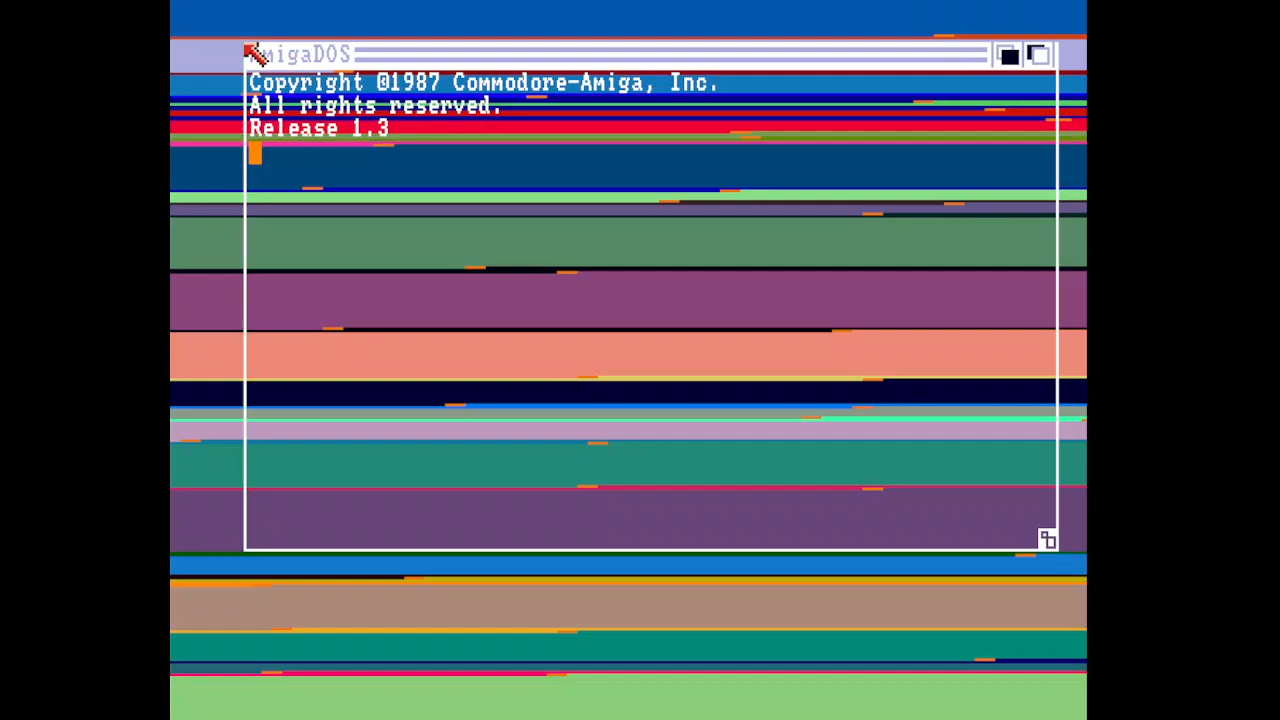 AmigaDOS
Copyright ©1987 Commodore-Amiga, Inc.
All rights reserved.
Release 1.3